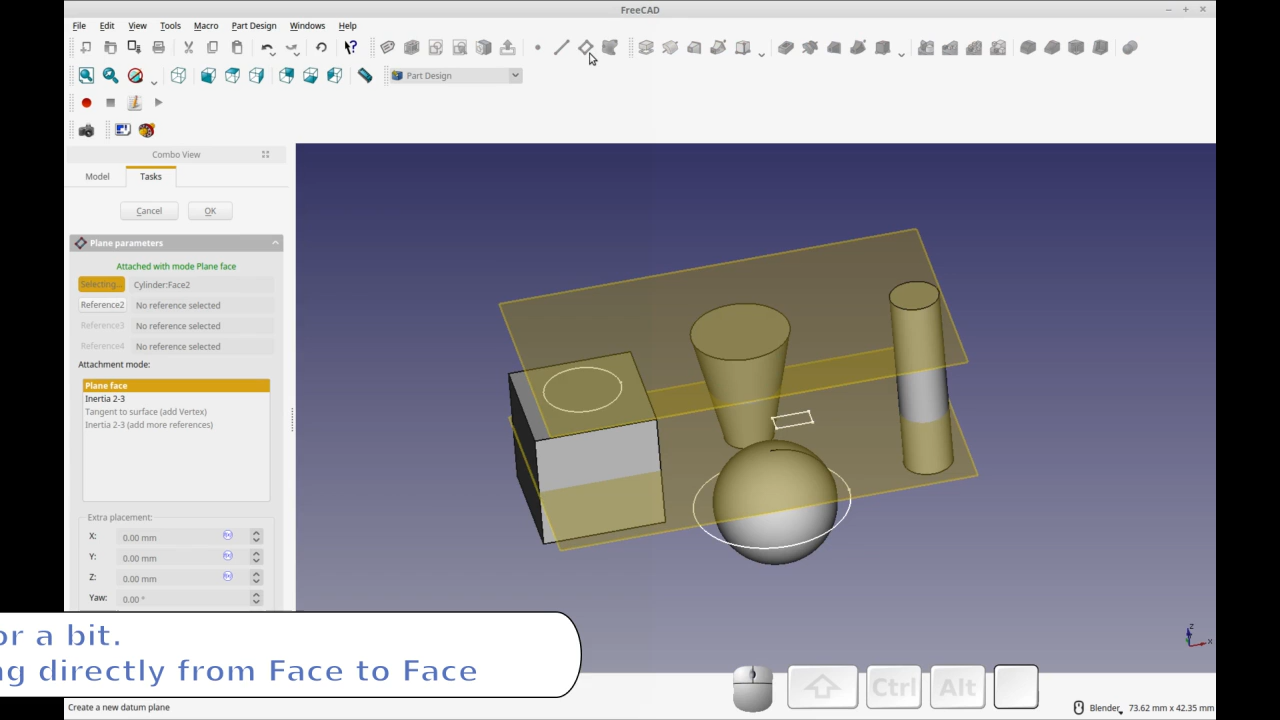 FreeCAD
File Edit View Tools Macro Part Design Windows Help
Part Design
Combo View
Model Tasks
Cancel OK
Plane parameters
Attached with mode Plane face
Selecting... Cylinder:Face2
Reference2 No reference selected
Reference3 No reference selected
Reference4 No reference selected
Attachment mode:
Plane face
Inertia 2-3
Tangent to surface (add Vertex)
Inertia 2-3 (add more references)
Extra placement:
X: 0.00 mm
Y: 0.00 mm
Z: 0.00 mm
Yaw: 0.00 °
or a bit.
ng directly from Face to Face
Ctrl Alt
Z
X
Create a new datum plane
Blender 73.62 mm x 42.35 mm